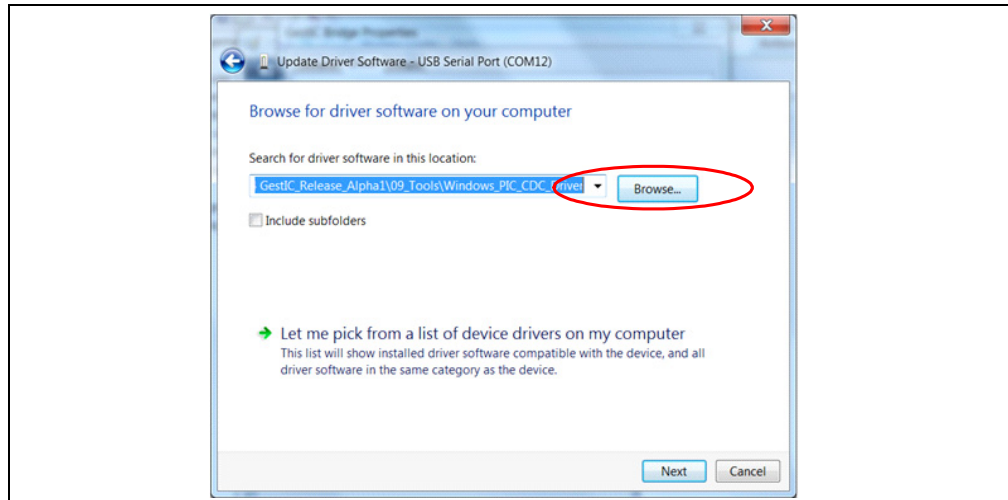 GestIC Bridge Properties
Update Driver Software - USB Serial Port (COM12)
Browse for driver software on your computer
Search for driver software in this location:
GestIC_Release_Alpha1\09_Tools\Windows_PIC_CDC_Driver
Browse...
Include subfolders
Let me pick from a list of device drivers on my computer
This list will show installed driver software compatible with the device, and all
driver software in the same category as the device.
Next Cancel